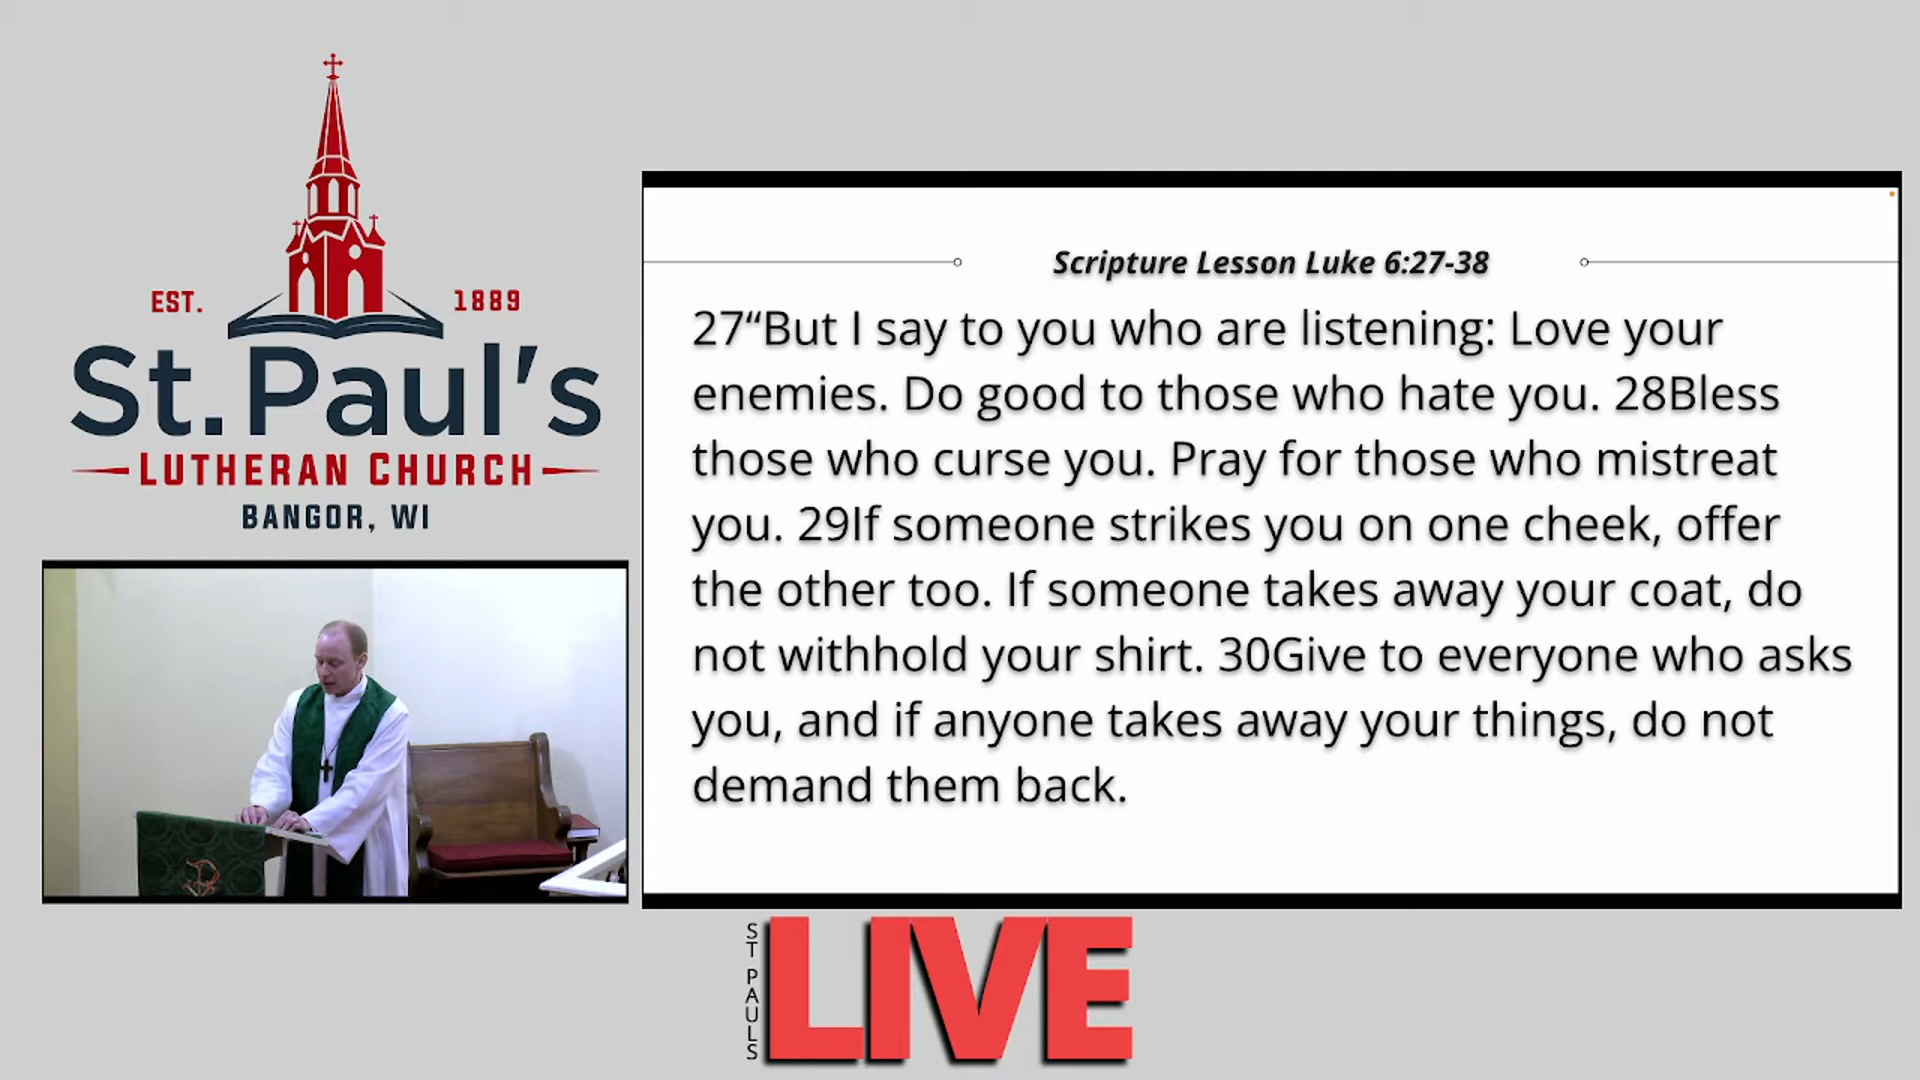 EST. 1889
St. Paul's
LUTHERAN CHURCH
BANGOR, WI
Scripture Lesson Luke 6:27-38
27“But I say to you who are listening: Love your
enemies. Do good to those who hate you. 28Bless
those who curse you. Pray for those who mistreat
you. 29If someone strikes you on one cheek, offer
the other too. If someone takes away your coat, do
not withhold your shirt. 30Give to everyone who asks
you, and if anyone takes away your things, do not
demand them back.
ST PAULS
LIVE